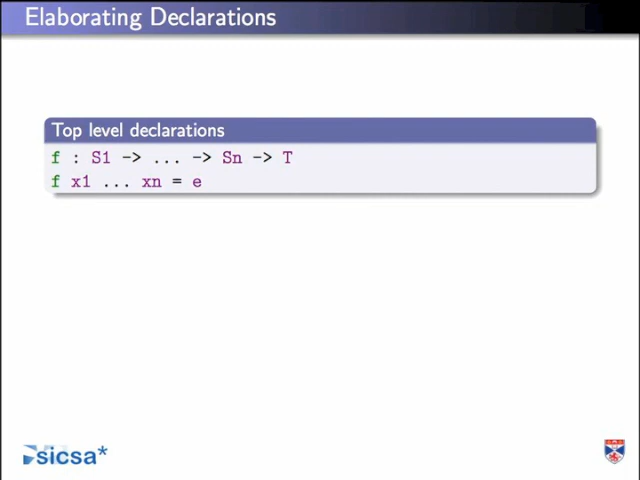 Elaborating Declarations
Top level declarations
f : S1 -> ... -> Sn -> T
f x1 ... xn = e
sicsa*